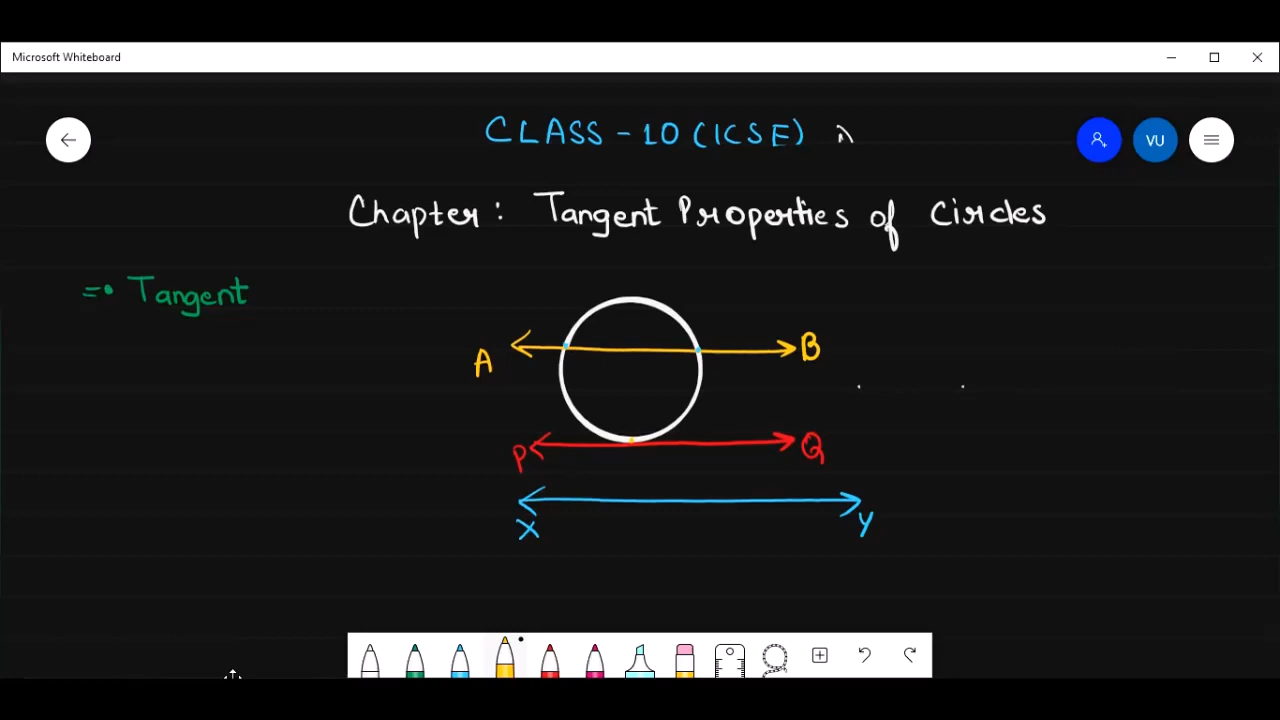 Microsoft Whiteboard
CLASS - 10 (ICSE)
VU
Chapter: Tangent Properties of Circles
=• Tangent
A B
P Q
X Y